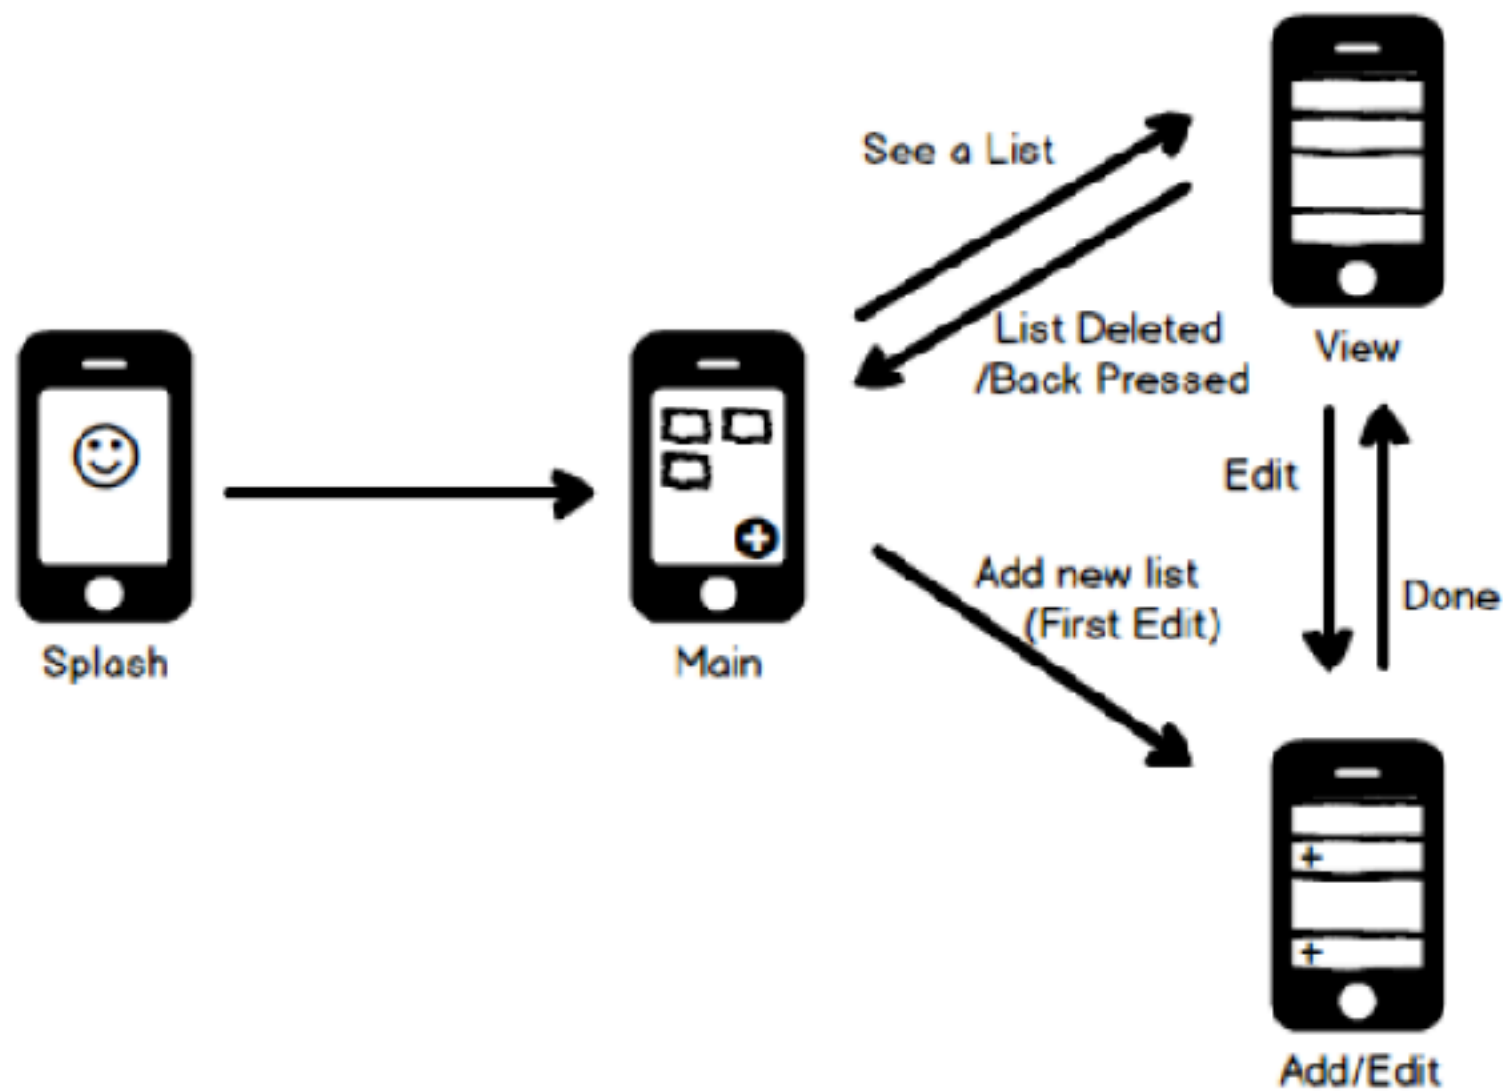 See a List
List Deleted
/Back Pressed
View
Edit
Add new list
(First Edit)
Done
Splash
Main
Add/Edit